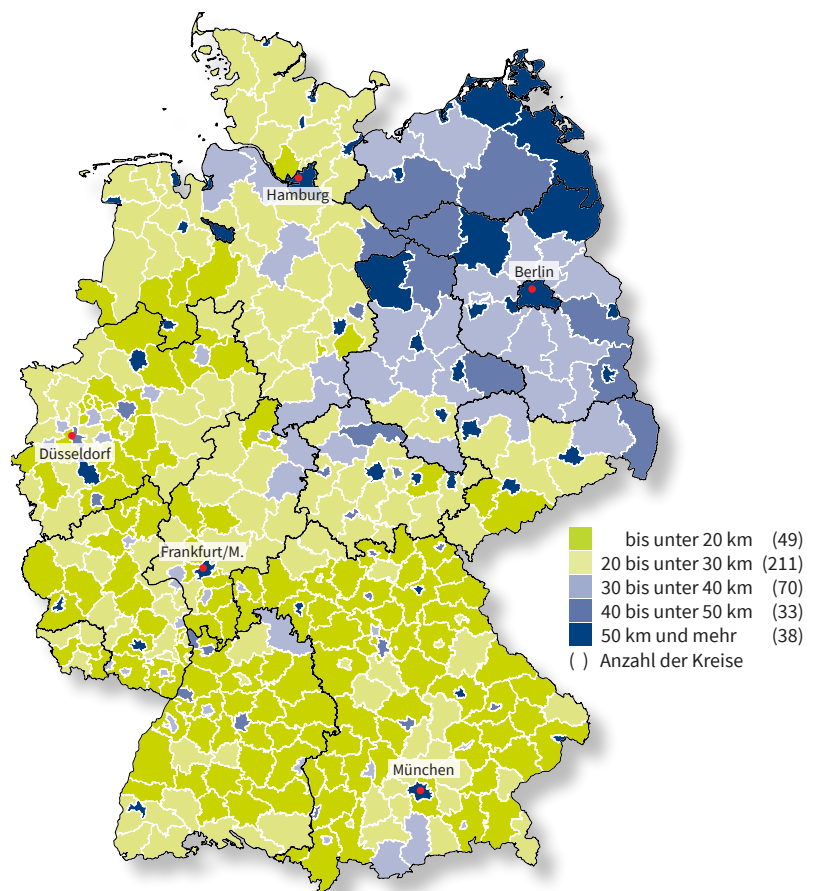 Hamburg
Berlin
Düsseldorf
Frankfurt/M.
bis unter 20 km (49)
20 bis unter 30 km (211)
30 bis unter 40 km (70)
40 bis unter 50 km (33)
50 km und mehr (38)
( ) Anzahl der Kreise
München